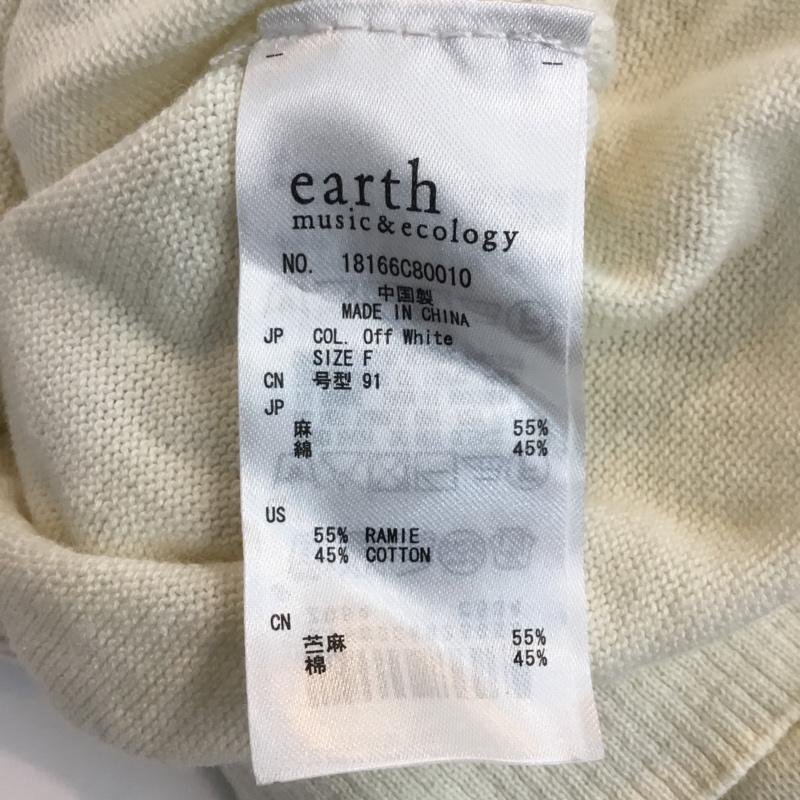 earth
music&ecology
NO. 18166C80010
中国製
MADE IN CHINA
JP COL. Off White
SIZE F
CN 号型 91
JP
麻 55%
綿 45%
US
55% RAMIE
45% COTTON
CN
苎麻 55%
棉 45%